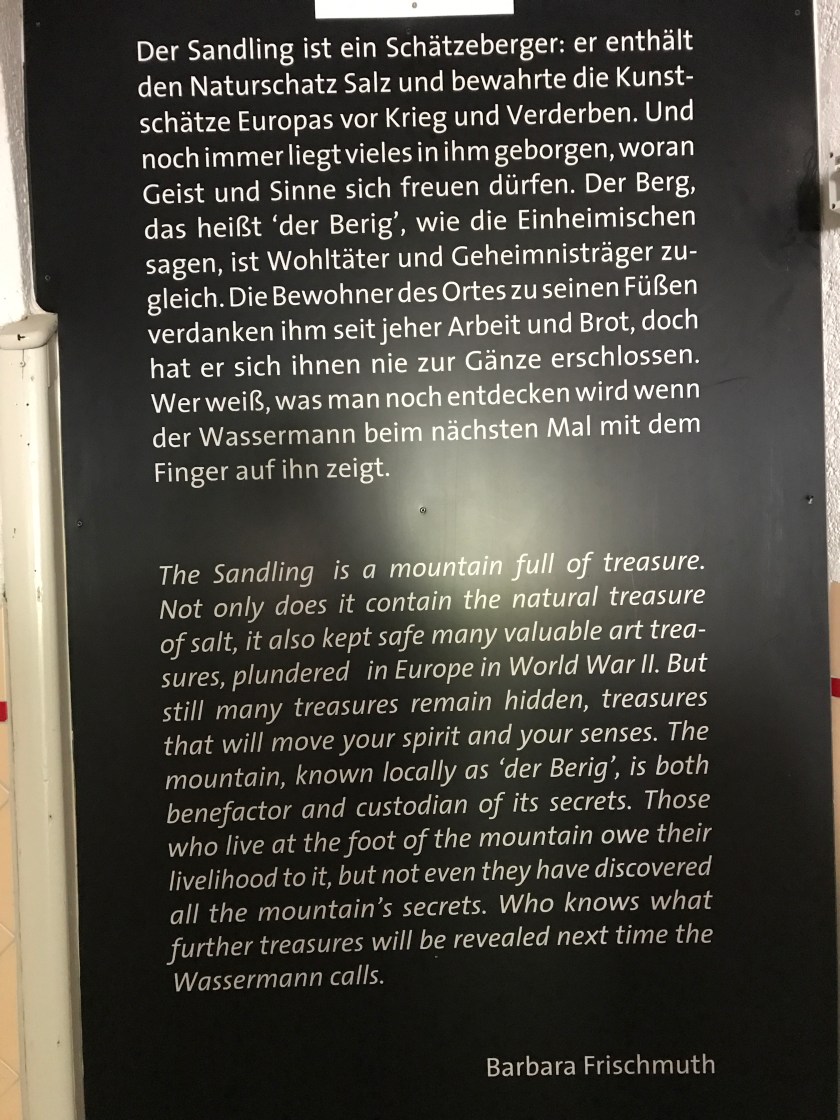 Der Sandling ist ein Schätzeberger: er enthält
den Naturschatz Salz und bewahrte die Kunst-
schätze Europas vor Krieg und Verderben. Und
noch immer liegt vieles in ihm geborgen, woran
Geist und Sinne sich freuen dürfen. Der Berg,
das heißt ‘der Berig’, wie die Einheimischen
sagen, ist Wohltäter und Geheimnisträger zu-
gleich. Die Bewohner des Ortes zu seinen Füßen
verdanken ihm seit jeher Arbeit und Brot, doch
hat er sich ihnen nie zur Gänze erschlossen.
Wer weiß, was man noch entdecken wird wenn
der Wassermann beim nächsten Mal mit dem
Finger auf ihn zeigt.
The Sandling is a mountain full of treasure.
Not only does it contain the natural treasure
of salt, it also kept safe many valuable art trea-
sures, plundered in Europe in World War II. But
still many treasures remain hidden, treasures
that will move your spirit and your senses. The
mountain, known locally as ‘der Berig’, is both
benefactor and custodian of its secrets. Those
who live at the foot of the mountain owe their
livelihood to it, but not even they have discovered
all the mountain’s secrets. Who knows what
further treasures will be revealed next time the
Wassermann calls.
Barbara Frischmuth